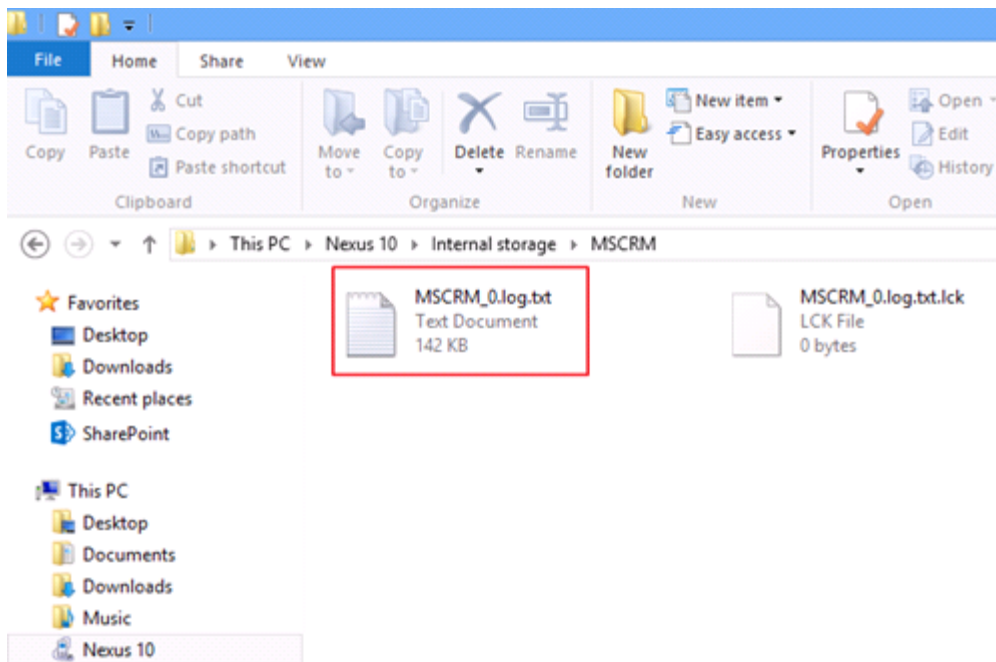 File Home Share View
Cut
Copy path
Paste shortcut
Copy
Paste
Clipboard
Move to
Copy to
Delete
Rename
Organize
New folder
New item
Easy access
New
Properties
Open
Edit
History
Open
This PC Nexus 10 Internal storage MSCRM
Favorites
Desktop
Downloads
Recent places
SharePoint
This PC
Desktop
Documents
Downloads
Music
Nexus 10
MSCRM_0.log.txt
Text Document
142 KB
MSCRM_0.log.txt.lck
LCK File
0 bytes